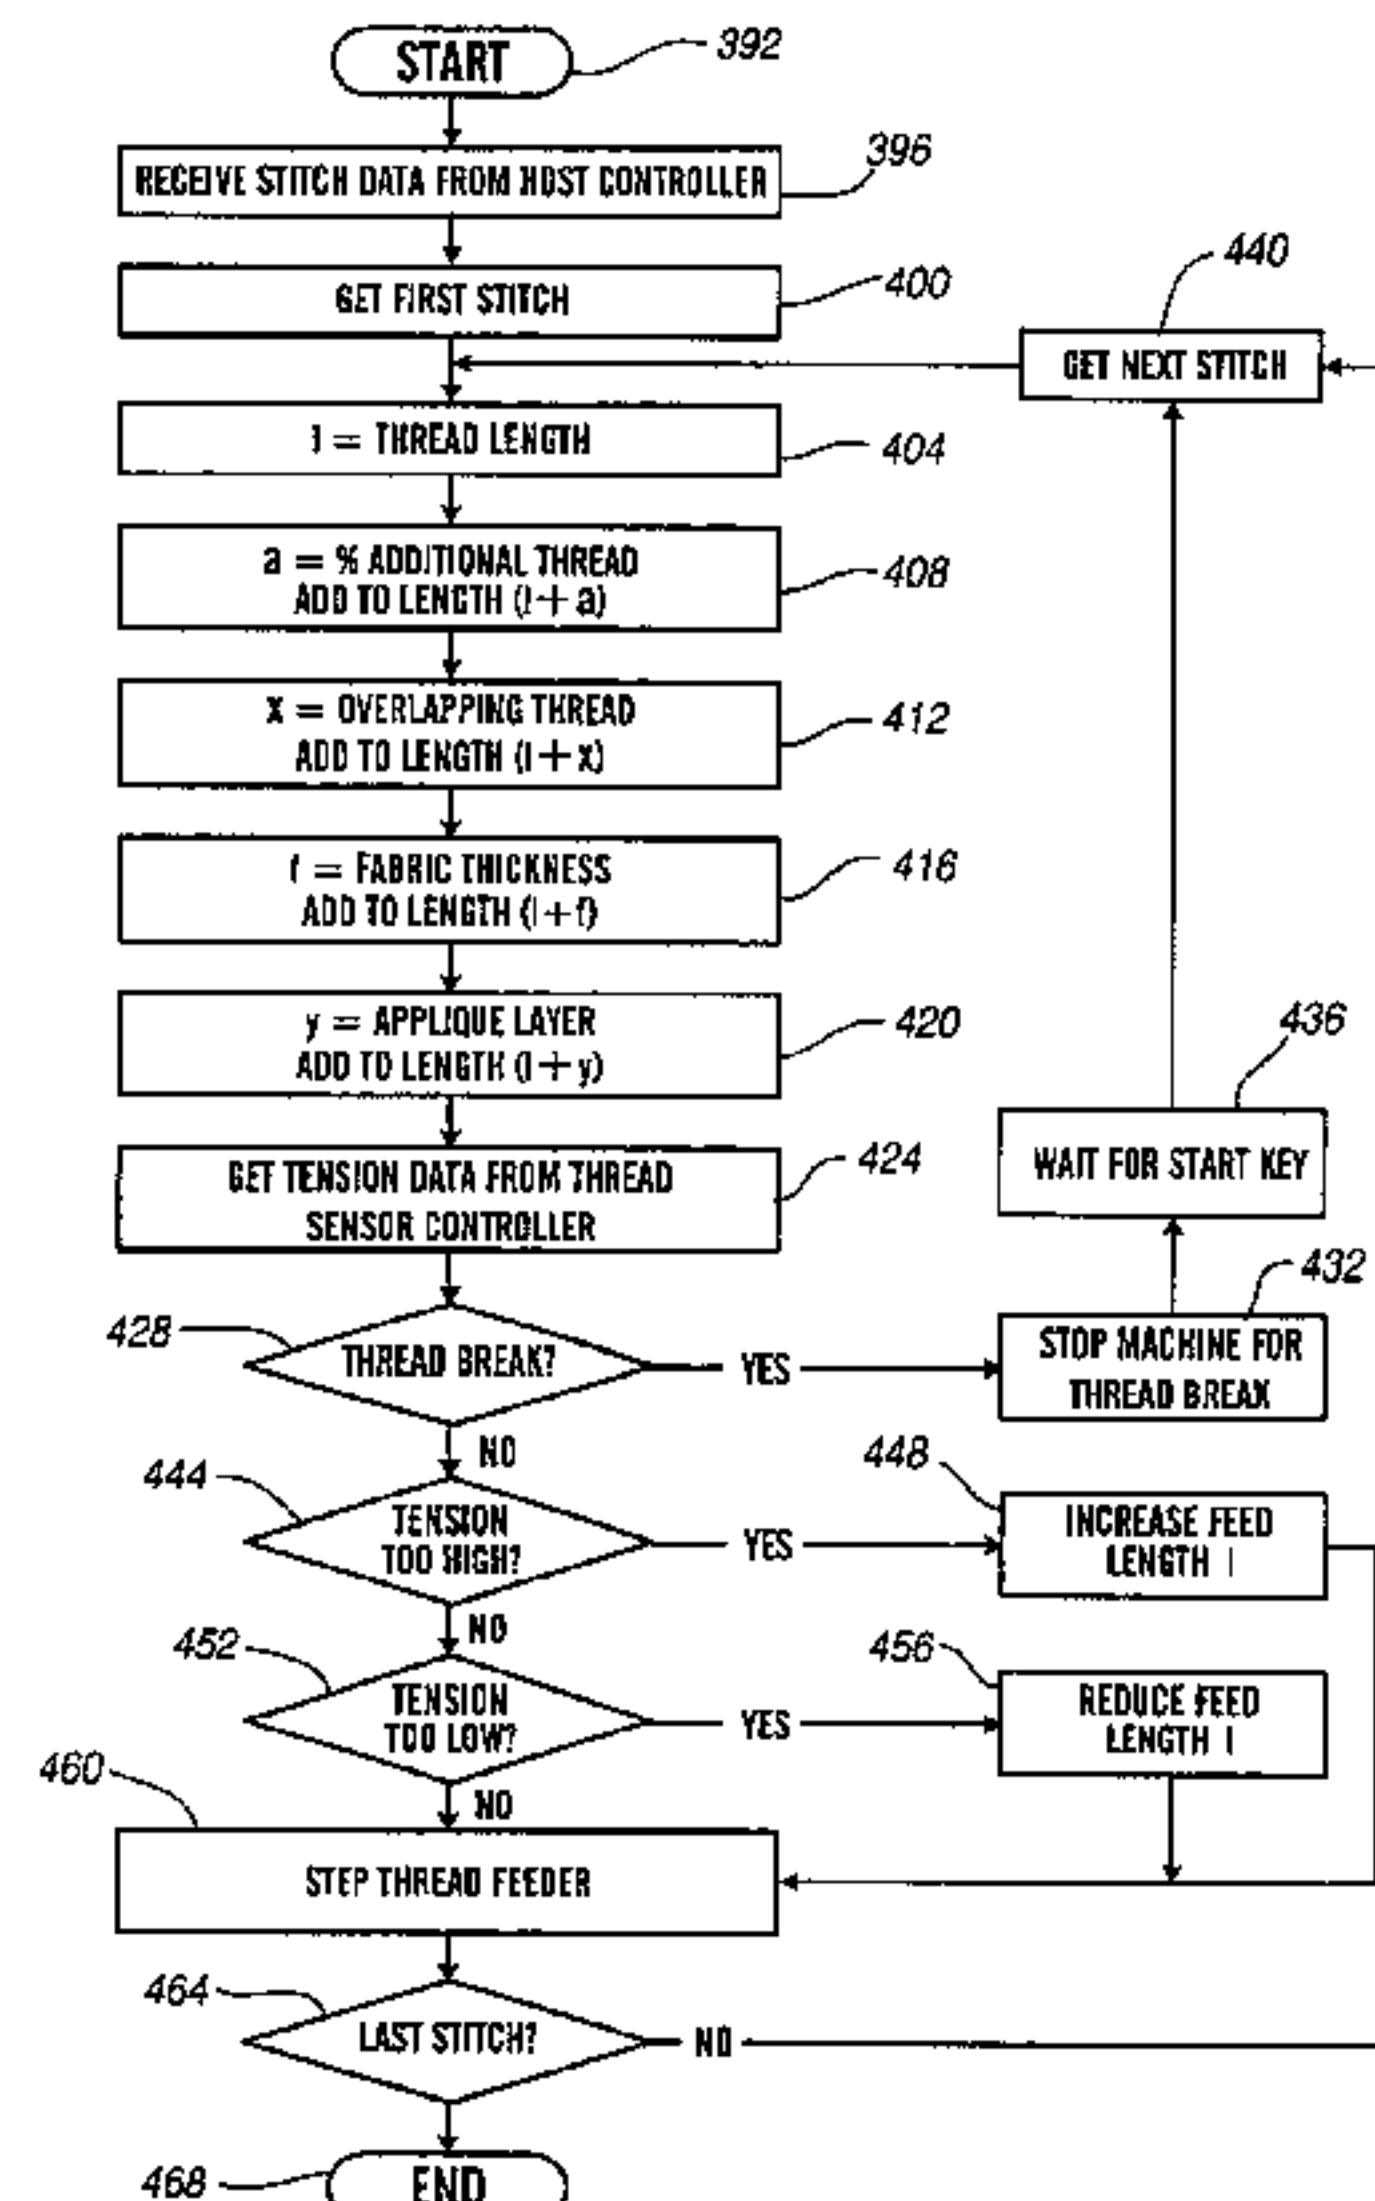 START
392
RECEIVE STITCH DATA FROM HOST CONTROLLER
396
GET FIRST STITCH
400
GET NEXT STITCH
440
l = THREAD LENGTH
404
a = % ADDITIONAL THREAD
ADD TO LENGTH (l + a)
408
x = OVERLAPPING THREAD
ADD TO LENGTH (l + x)
412
f = FABRIC THICKNESS
ADD TO LENGTH (l + f)
416
y = APPLIQUE LAYER
ADD TO LENGTH (l + y)
420
GET TENSION DATA FROM THREAD
SENSOR CONTROLLER
424
WAIT FOR START KEY
436
428
THREAD BREAK?
YES
STOP MACHINE FOR
THREAD BREAK
432
NO
444
TENSION
TOO HIGH?
YES
448
INCREASE FEED
LENGTH l
NO
452
TENSION
TOO LOW?
YES
456
REDUCE FEED
LENGTH l
NO
460
STEP THREAD FEEDER
464
LAST STITCH?
NO
468
END